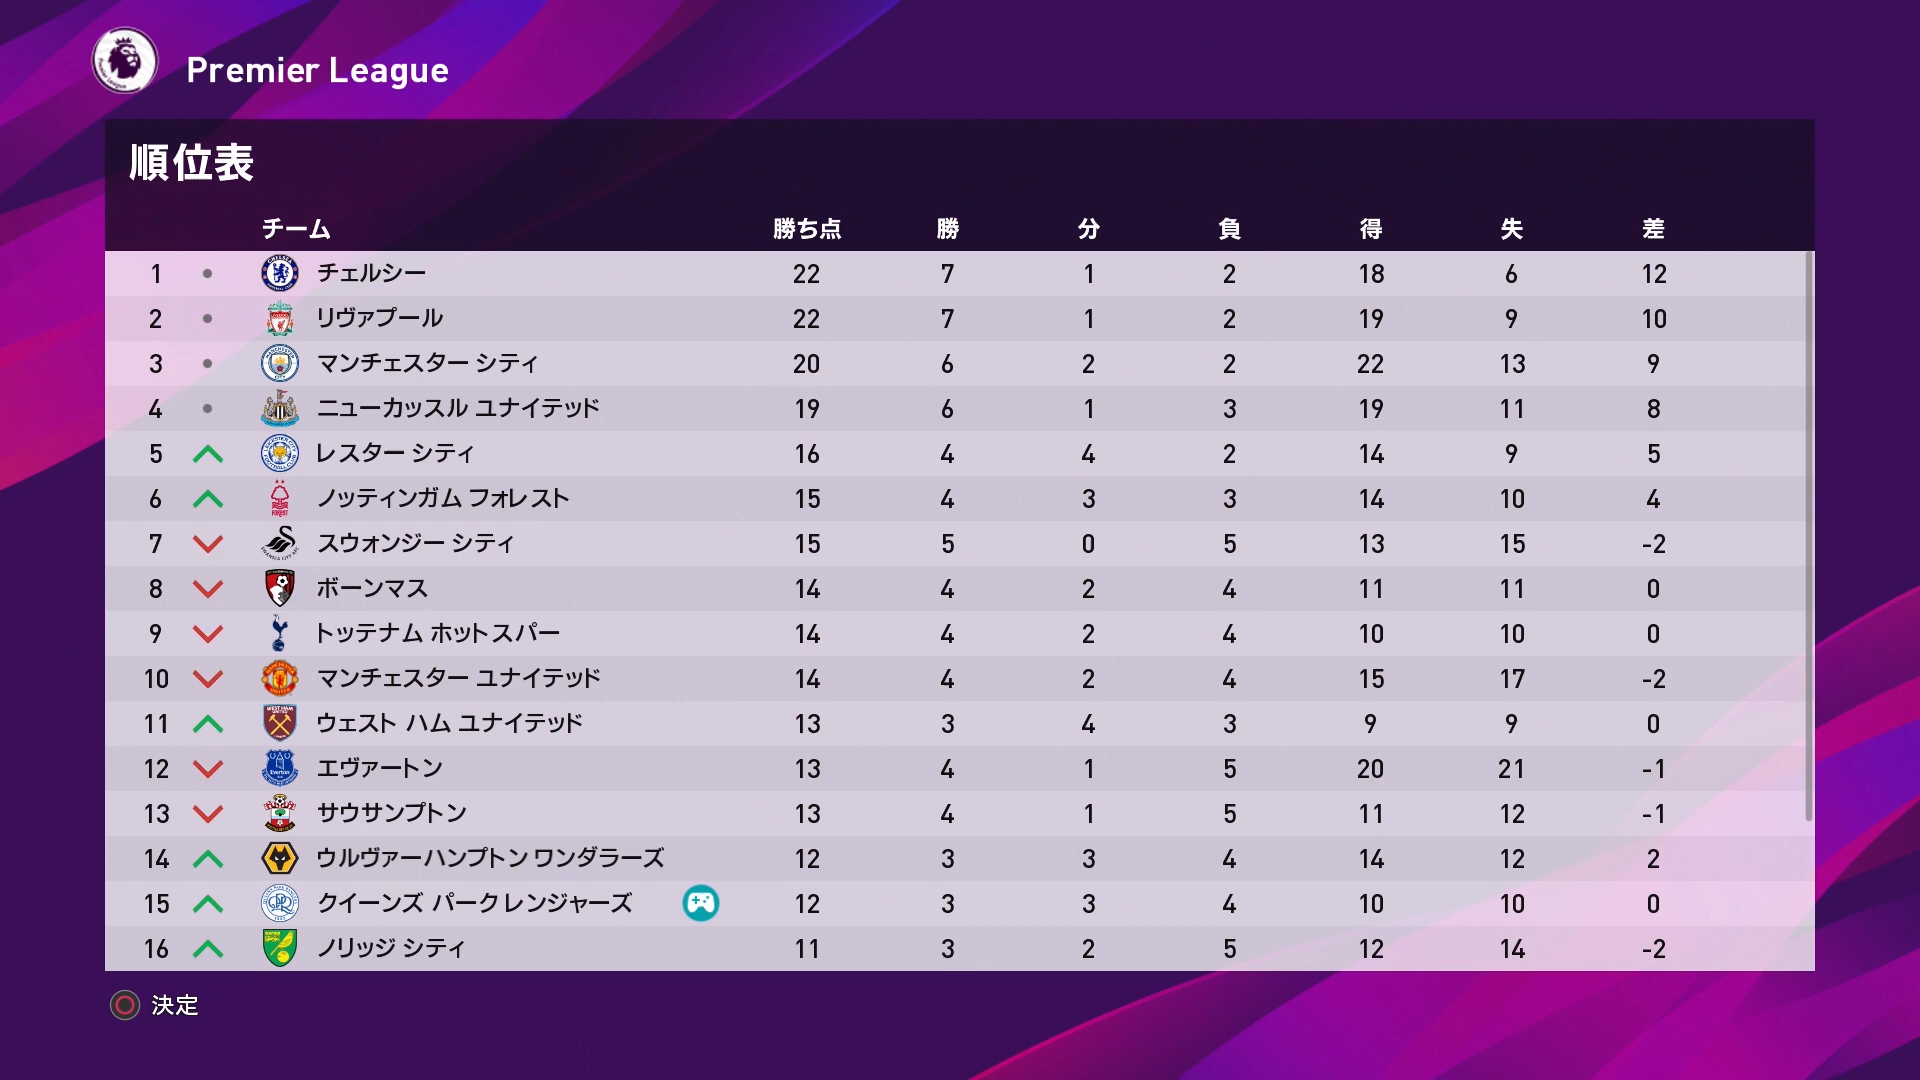 Premier League
順位表
チーム 勝ち点 勝 分 負 得 失 差
1 チェルシー 22 7 1 2 18 6 12
2 リヴァプール 22 7 1 2 19 9 10
3 マンチェスター シティ 20 6 2 2 22 13 9
4 ニューカッスル ユナイテッド 19 6 1 3 19 11 8
5 レスター シティ 16 4 4 2 14 9 5
6 ノッティンガム フォレスト 15 4 3 3 14 10 4
7 スウォンジー シティ 15 5 0 5 13 15 -2
8 ボーンマス 14 4 2 4 11 11 0
9 トッテナム ホットスパー 14 4 2 4 10 10 0
10 マンチェスター ユナイテッド 14 4 2 4 15 17 -2
11 ウェスト ハム ユナイテッド 13 3 4 3 9 9 0
12 エヴァートン 13 4 1 5 20 21 -1
13 サウサンプトン 13 4 1 5 11 12 -1
14 ウルヴァーハンプトン ワンダラーズ 12 3 3 4 14 12 2
15 クイーンズ パーク レンジャーズ 12 3 3 4 10 10 0
16 ノリッジ シティ 11 3 2 5 12 14 -2
決定